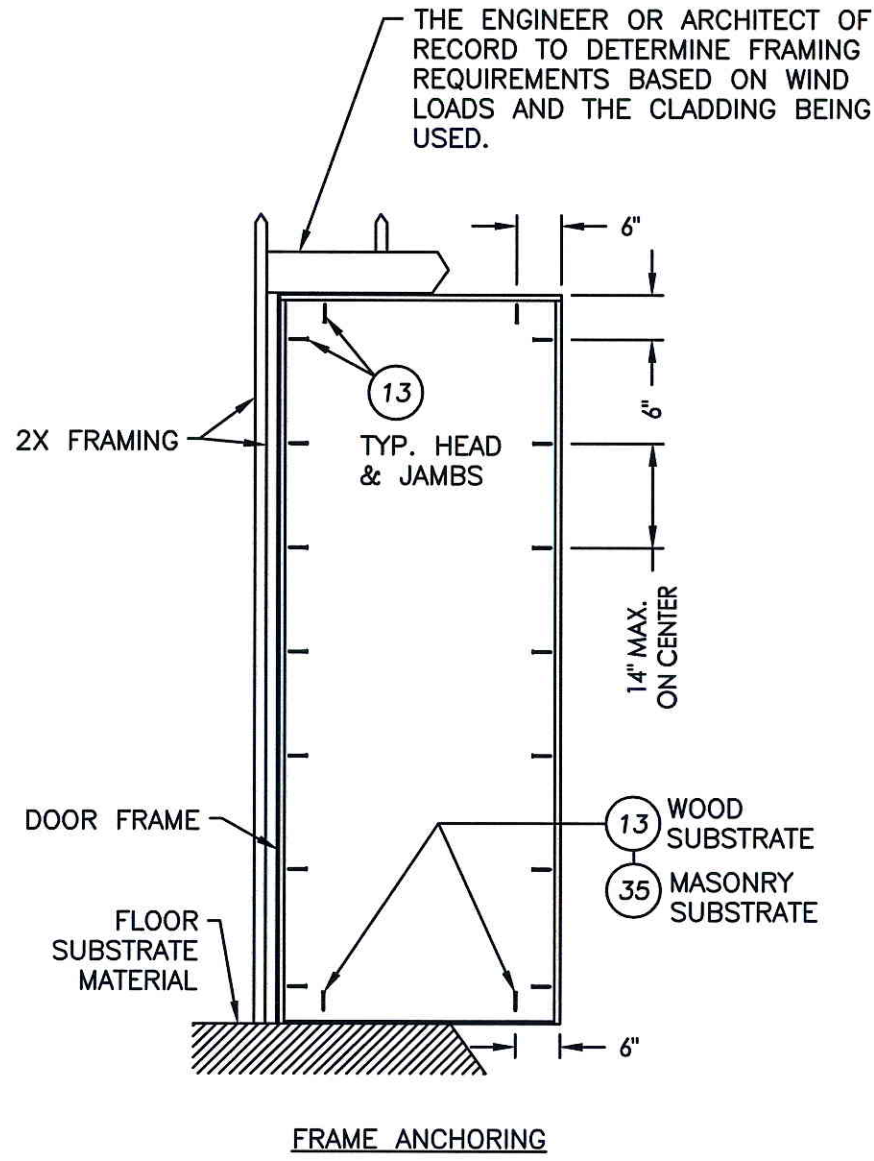 THE ENGINEER OR ARCHITECT OF
RECORD TO DETERMINE FRAMING
REQUIREMENTS BASED ON WIND
LOADS AND THE CLADDING BEING
USED.
6"
13
6"
2X FRAMING
TYP. HEAD
& JAMBS
14" MAX.
ON CENTER
DOOR FRAME
13 WOOD
SUBSTRATE
35 MASONRY
SUBSTRATE
FLOOR
SUBSTRATE
MATERIAL
6"
FRAME ANCHORING